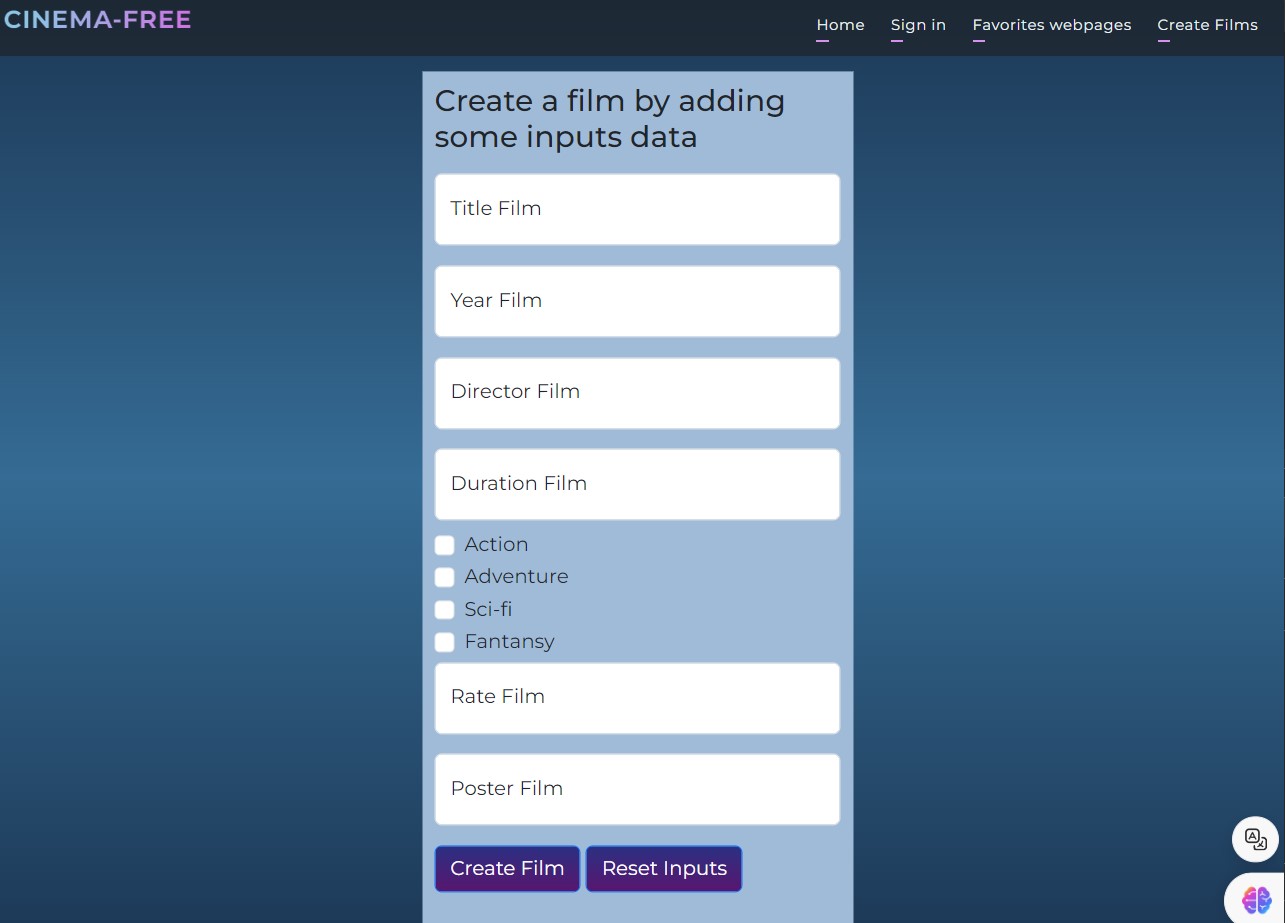 CINEMA-FREE
Home Sign in Favorites webpages Create Films
Create a film by adding
some inputs data
Title Film
Year Film
Director Film
Duration Film
Action
Adventure
Sci-fi
Fantansy
Rate Film
Poster Film
Create Film Reset Inputs